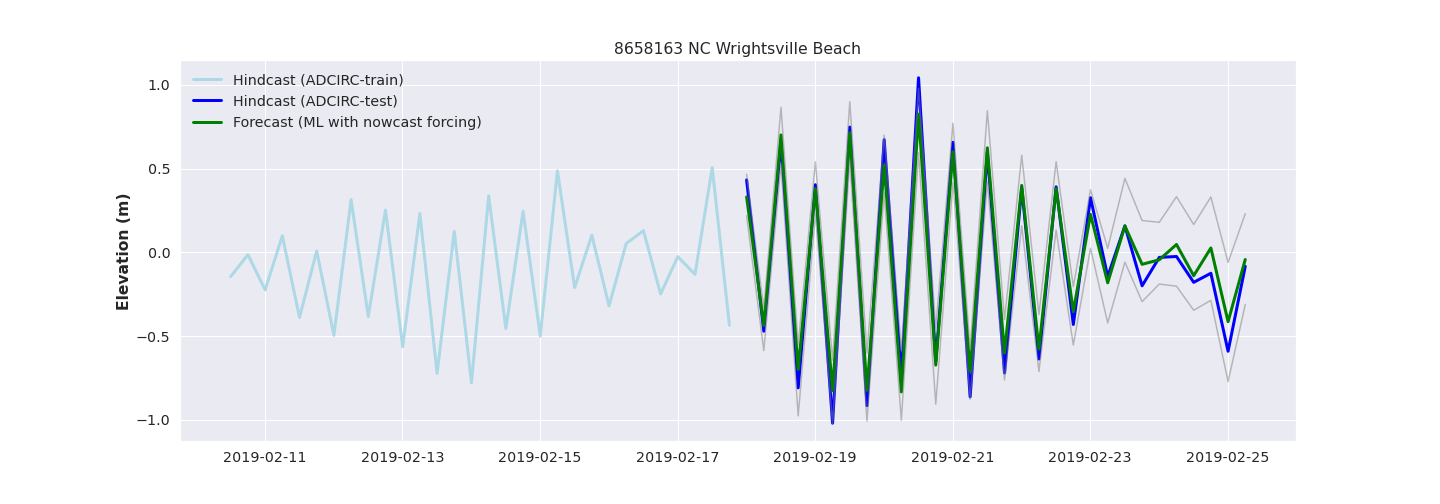 8658163 NC Wrightsville Beach
Hindcast (ADCIRC-train)
Hindcast (ADCIRC-test)
Forecast (ML with nowcast forcing)
Elevation (m)
1.0
0.5
0.0
−0.5
−1.0
2019-02-11 2019-02-13 2019-02-15 2019-02-17 2019-02-19 2019-02-21 2019-02-23 2019-02-25